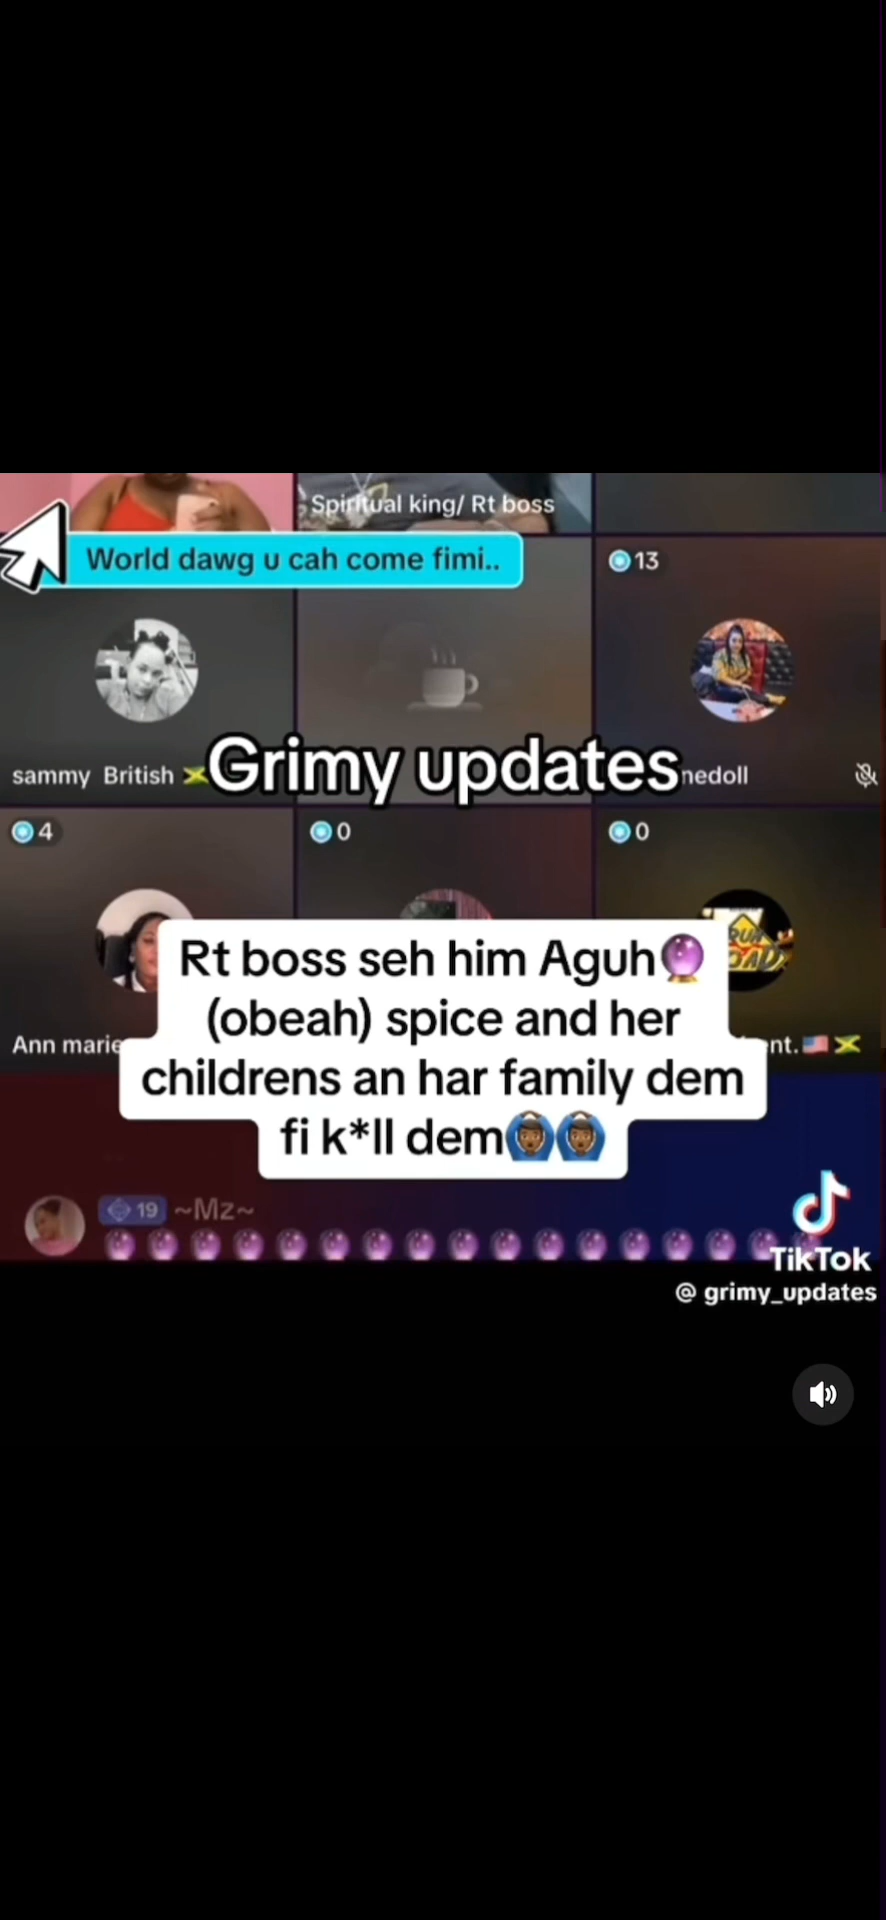 Spiritual king/ Rt boss
World dawg u cah come fimi..
13
sammy British
Grimy updates
nedoll
4
0
0
Rt boss seh him Aguh🔮
(obeah) spice and her
childrens an har family dem
fi k*ll dem🙆🏾‍♂️🙆🏾‍♂️
Ann marie
nt.🇺🇸🇯🇲
19 ~Mz~
🔮🔮🔮🔮🔮🔮🔮🔮🔮🔮🔮🔮🔮🔮🔮🔮
TikTok
@ grimy_updates